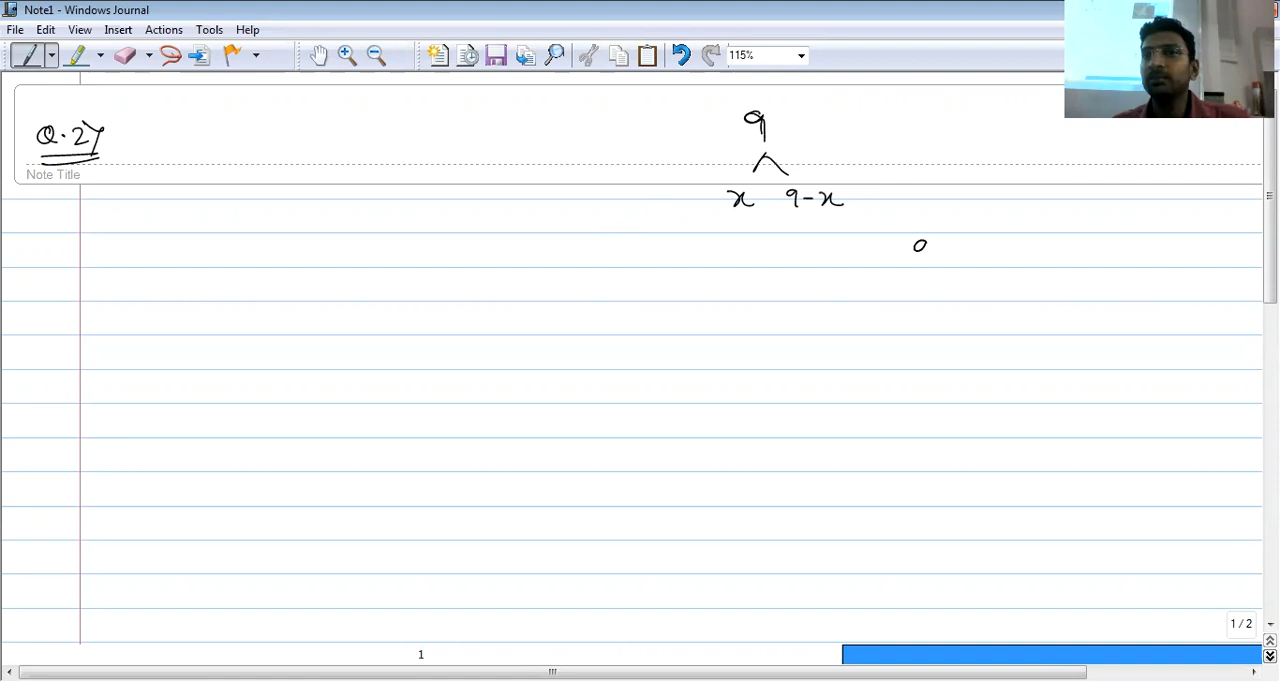 Note1 - Windows Journal
File Edit View Insert Actions Tools Help
115%
Q.27
9
Note Title
x 9-x
0
1 / 2
1